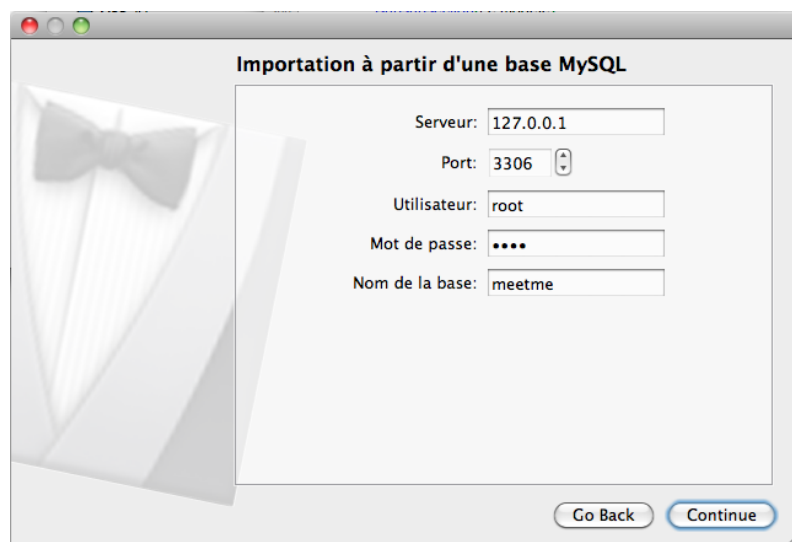 Importation à partir d'une base MySQL
Serveur: 127.0.0.1
Port: 3306
Utilisateur: root
Mot de passe: ••••
Nom de la base: meetme
Go Back Continue